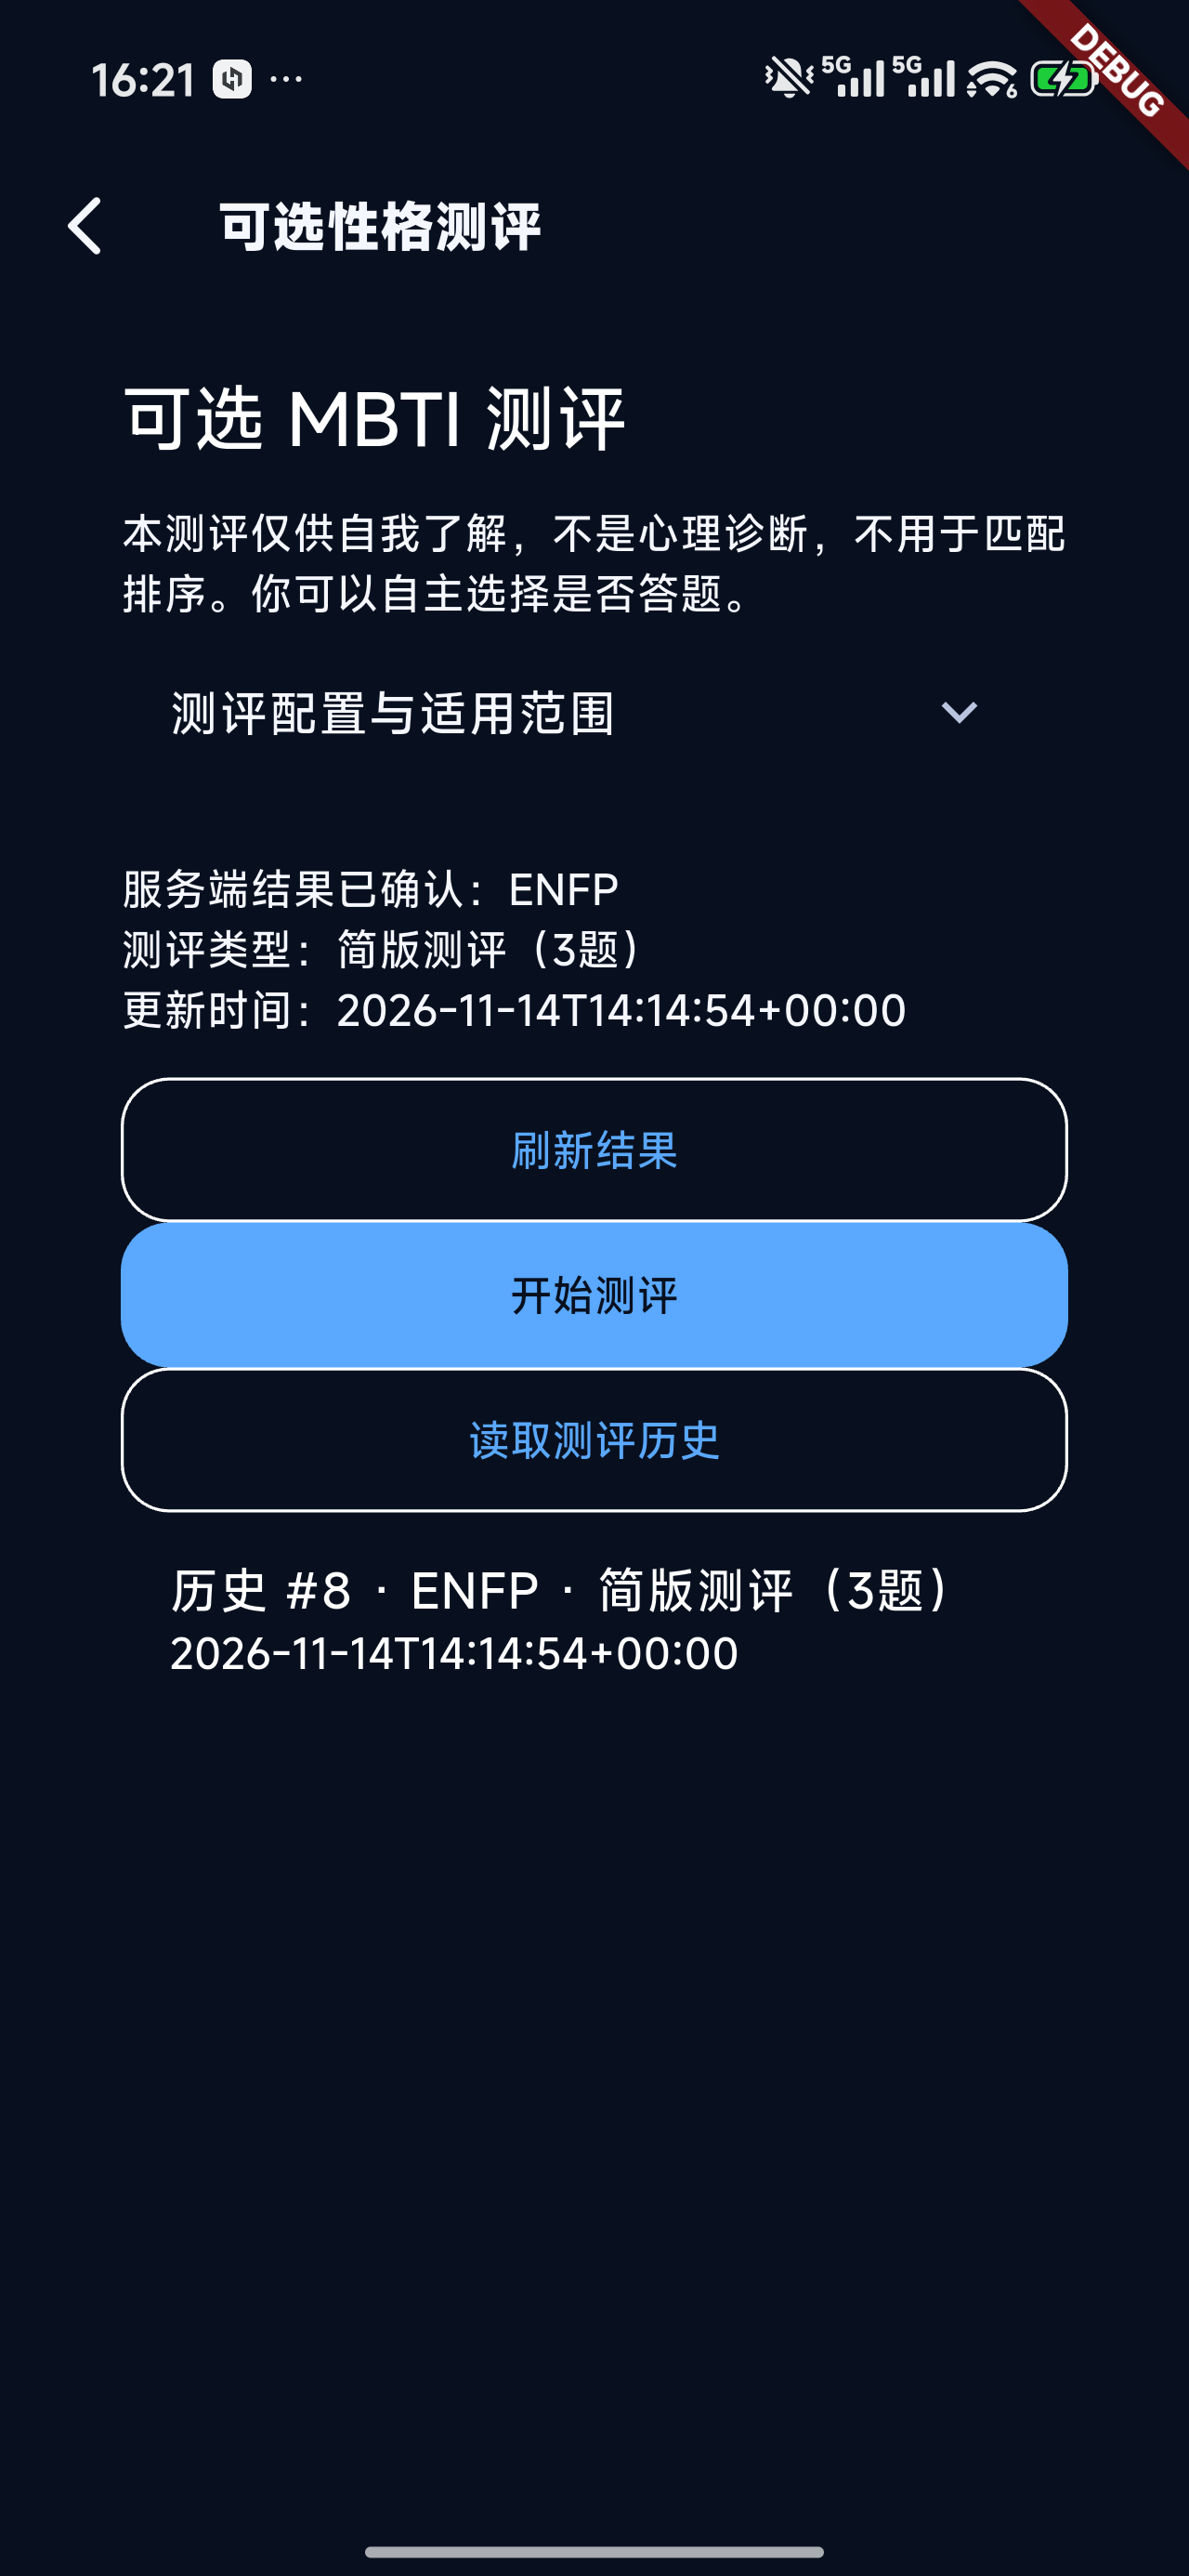 16:21 ...
5G 5G 6
DEBUG
可选性格测评
可选 MBTI 测评
本测评仅供自我了解，不是心理诊断，不用于匹配
排序。你可以自主选择是否答题。
测评配置与适用范围
服务端结果已确认：ENFP
测评类型：简版测评（3题）
更新时间：2026-11-14T14:14:54+00:00
刷新结果
开始测评
读取测评历史
历史 #8 · ENFP · 简版测评（3题）
2026-11-14T14:14:54+00:00